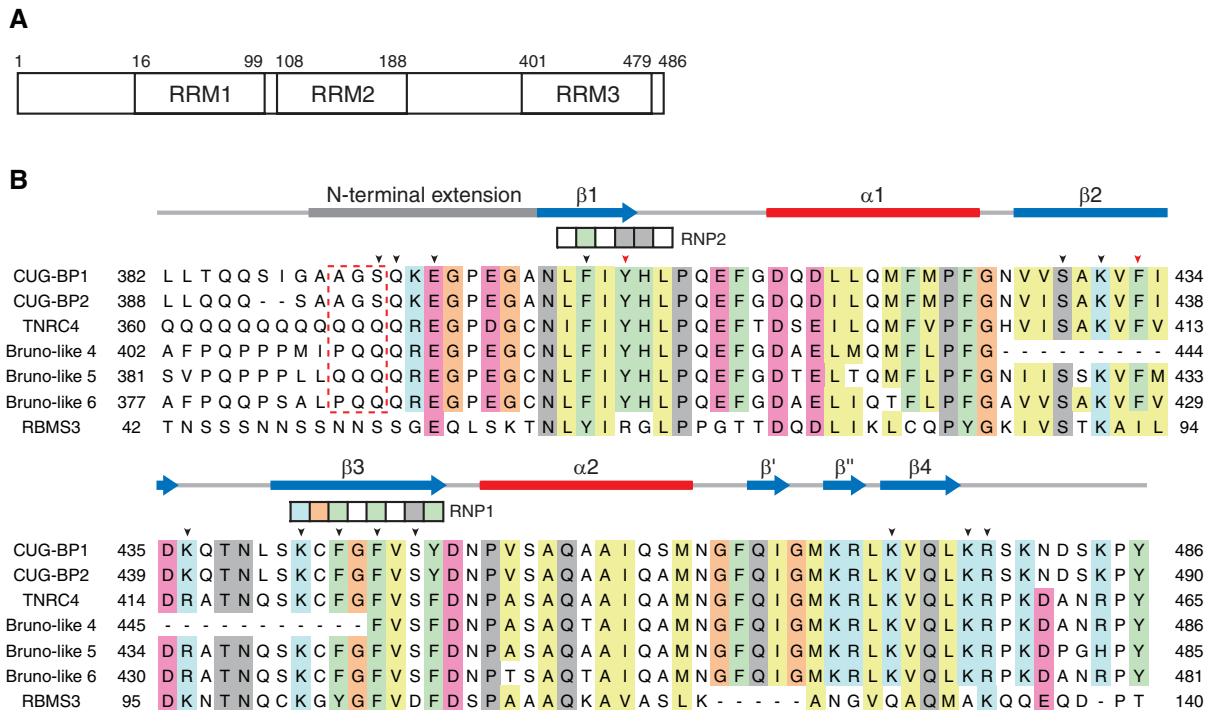 A
1 16 99 108 188 401 479 486
RRM1 RRM2 RRM3
B
N-terminal extension β1 α1 β2
RNP2
CUG-BP1 382 L L T Q Q S I G A A G S Q K E G P E G A N L F I Y H L P Q E F G D Q D L L Q M F M P F G N V V S A K V F I 434
CUG-BP2 388 L L Q Q Q - - S A A G S Q K E G P E G A N L F I Y H L P Q E F G D Q D I L Q M F M P F G N V I S A K V F I 438
TNRC4 360 Q Q Q Q Q Q Q Q Q Q Q Q Q R E G P D G C N I F I Y H L P Q E F T D S E I L Q M F V P F G H V I S A K V F V 413
Bruno-like 4 402 A F P Q P P P M I P Q Q Q R E G P E G C N L F I Y H L P Q E F G D A E L M Q M F L P F G - - - - - - - - - 444
Bruno-like 5 381 S V P Q P P P L L Q Q Q Q R E G P E G C N L F I Y H L P Q E F G D T E L T Q M F L P F G N I I S S K V F M 433
Bruno-like 6 377 A F P Q Q P S A L P Q Q Q R E G P E G C N L F I Y H L P Q E F G D A E L I Q T F L P F G A V V S A K V F V 429
RBMS3 42 T N S S S N N S S N N S S G E Q L S K T N L Y I R G L P P G T T D Q D L I K L C Q P Y G K I V S T K A I L 94
β3 α2 β' β" β4
RNP1
CUG-BP1 435 D K Q T N L S K C F G F V S Y D N P V S A Q A A I Q S M N G F Q I G M K R L K V Q L K R S K N D S K P Y 486
CUG-BP2 439 D K Q T N L S K C F G F V S Y D N P V S A Q A A I Q A M N G F Q I G M K R L K V Q L K R S K N D S K P Y 490
TNRC4 414 D R A T N Q S K C F G F V S F D N P A S A Q A A I Q A M N G F Q I G M K R L K V Q L K R P K D A N R P Y 465
Bruno-like 4 445 - - - - - - - - - - - F V S F D N P A S A Q T A I Q A M N G F Q I G M K R L K V Q L K R P K D A N R P Y 486
Bruno-like 5 434 D R A T N Q S K C F G F V S F D N P A S A Q A A I Q A M N G F Q I G M K R L K V Q L K R P K D P G H P Y 485
Bruno-like 6 430 D R A T N Q S K C F G F V S F D N P T S A Q T A I Q A M N G F Q I G M K R L K V Q L K R P K D A N R P Y 481
RBMS3 95 D K N T N Q C K G Y G F V D F D S P A A A Q K A V A S L K - - - - - A N G V Q A Q M A K Q Q E Q D - P T 140